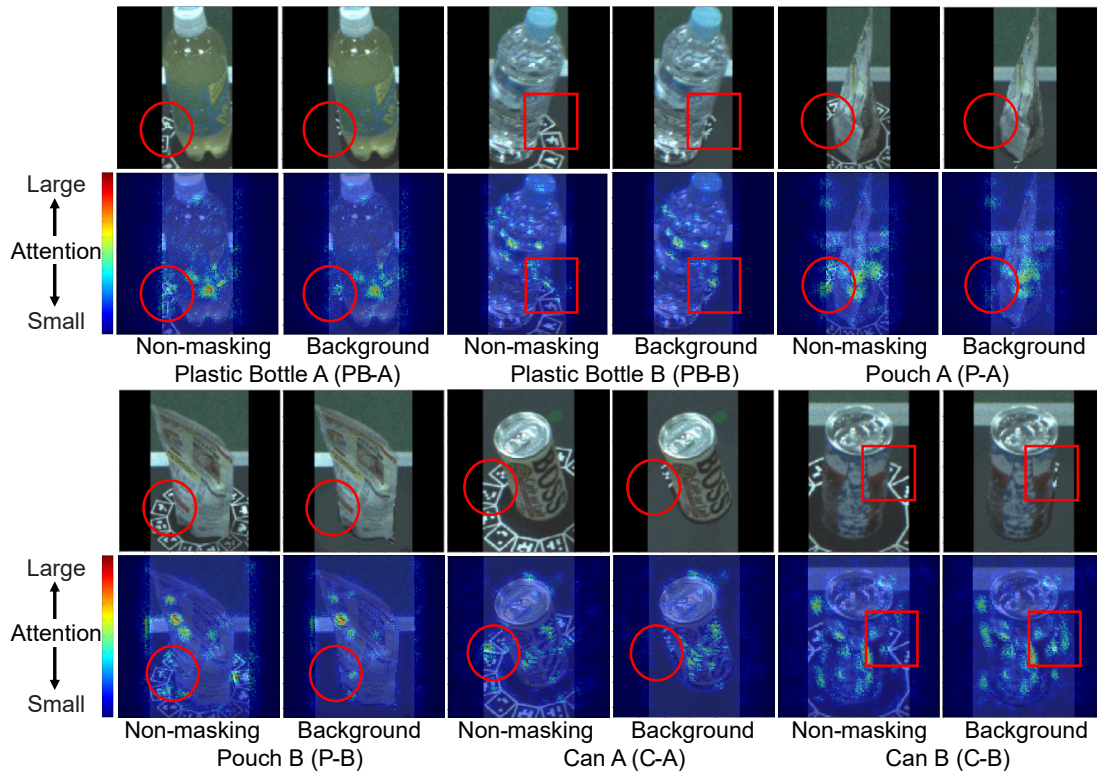 Large
Attention
Small
Non-masking Background Non-masking Background Non-masking Background
Plastic Bottle A (PB-A) Plastic Bottle B (PB-B) Pouch A (P-A)
BOSS BOSS
Large
Attention
Small
Non-masking Background Non-masking Background Non-masking Background
Pouch B (P-B) Can A (C-A) Can B (C-B)